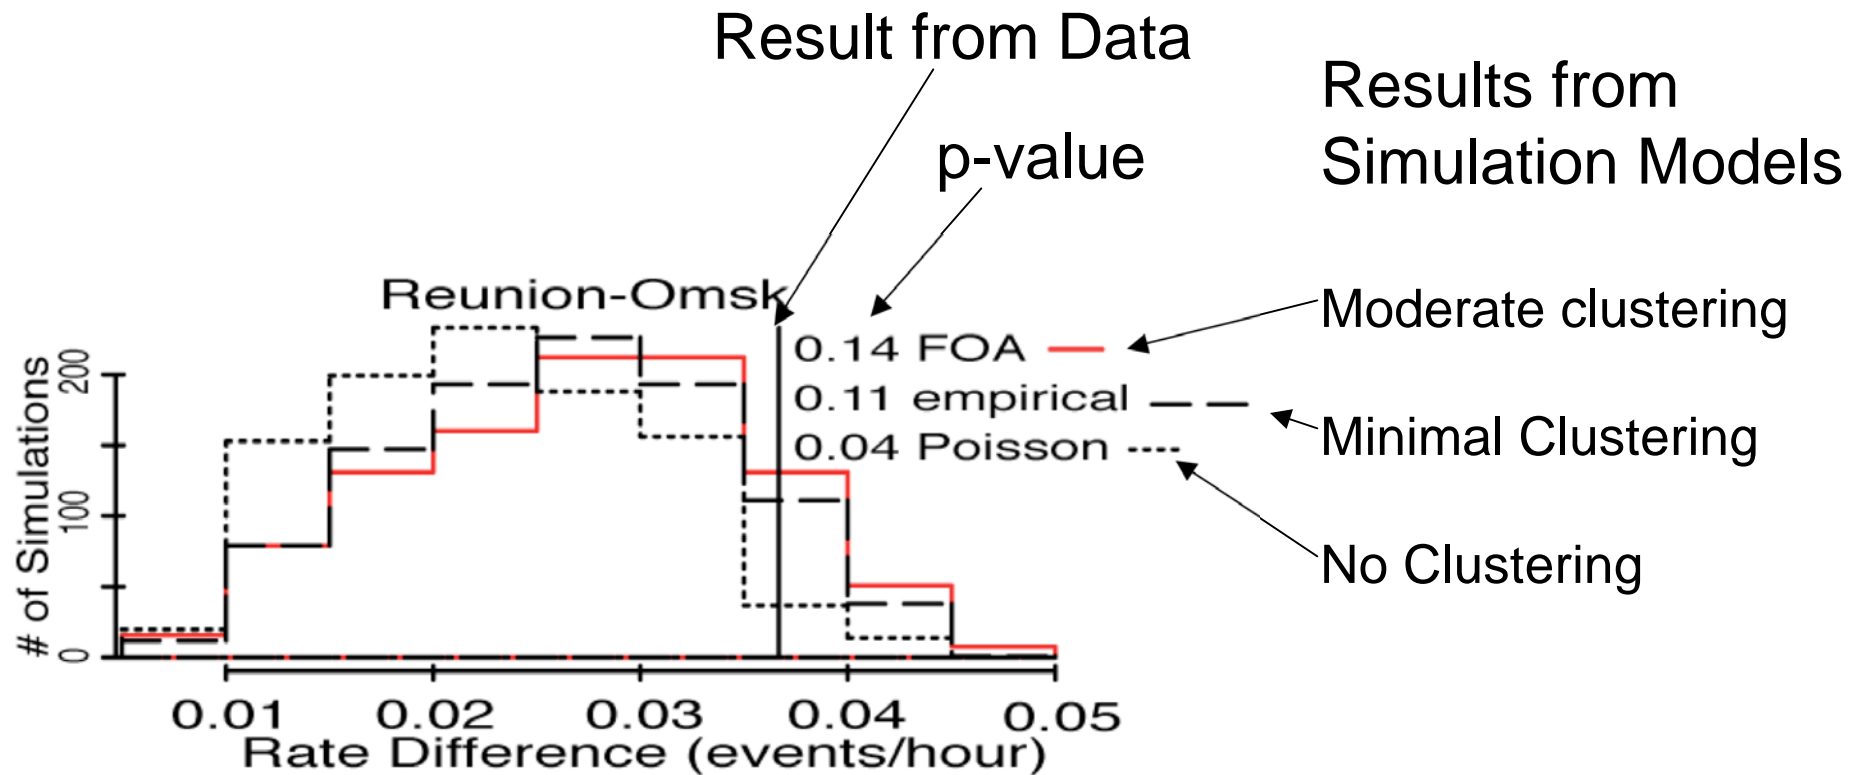 Result from Data
Results from
Simulation Models
p-value
Reunion-Omsk
Moderate clustering
0.14 FOA
0.11 empirical
Minimal Clustering
0.04 Poisson
No Clustering
# of Simulations
0
100
200
0.01 0.02 0.03 0.04 0.05
Rate Difference (events/hour)